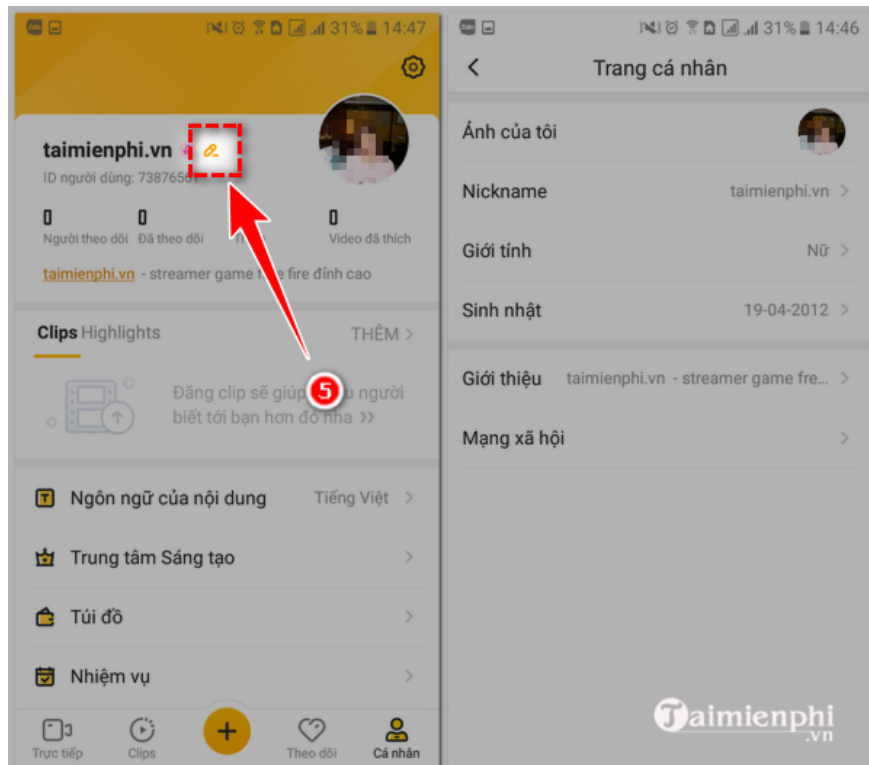 31% 14:47
taimienphi.vn
ID người dùng: 7387656
0 0 0
Người theo dõi Đã theo dõi Video đã thích
taimienphi.vn - streamer game fire đỉnh cao
Clips Highlights THÊM >
Đăng clip sẽ người
biết tới bạn hơn đó nha >>
5
Ngôn ngữ của nội dung Tiếng Việt >
Trung tâm Sáng tạo >
Túi đồ >
Nhiệm vụ >
Trực tiếp Clips Theo dõi Cá nhân
31% 14:46
Trang cá nhân
Ảnh của tôi
Nickname taimienphi.vn >
Giới tính Nữ >
Sinh nhật 19-04-2012 >
Giới thiệu taimienphi.vn - streamer game fre... >
Mạng xã hội >
Taimienphi
.vn